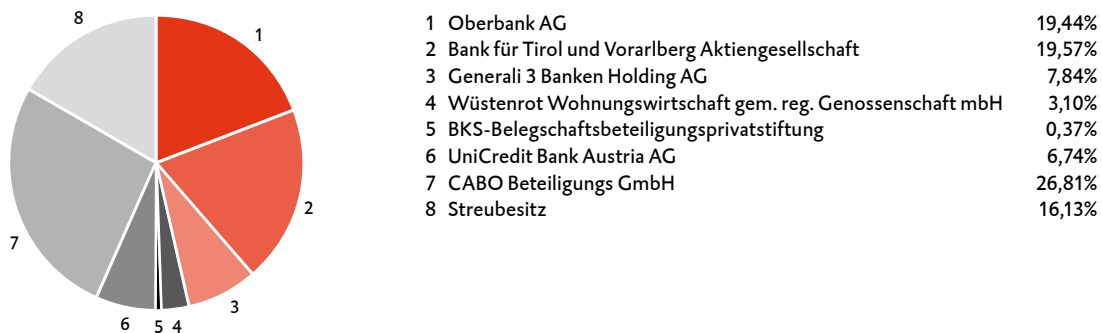 8
1
2
7
3
6
5
4
1 Oberbank AG 19,44%
2 Bank für Tirol und Vorarlberg Aktiengesellschaft 19,57%
3 Generali 3 Banken Holding AG 7,84%
4 Wüstenrot Wohnungswirtschaft gem. reg. Genossenschaft mbH 3,10%
5 BKS-Belegschaftsbeteiligungsprivatstiftung 0,37%
6 UniCredit Bank Austria AG 6,74%
7 CABO Beteiligungs GmbH 26,81%
8 Streubesitz 16,13%